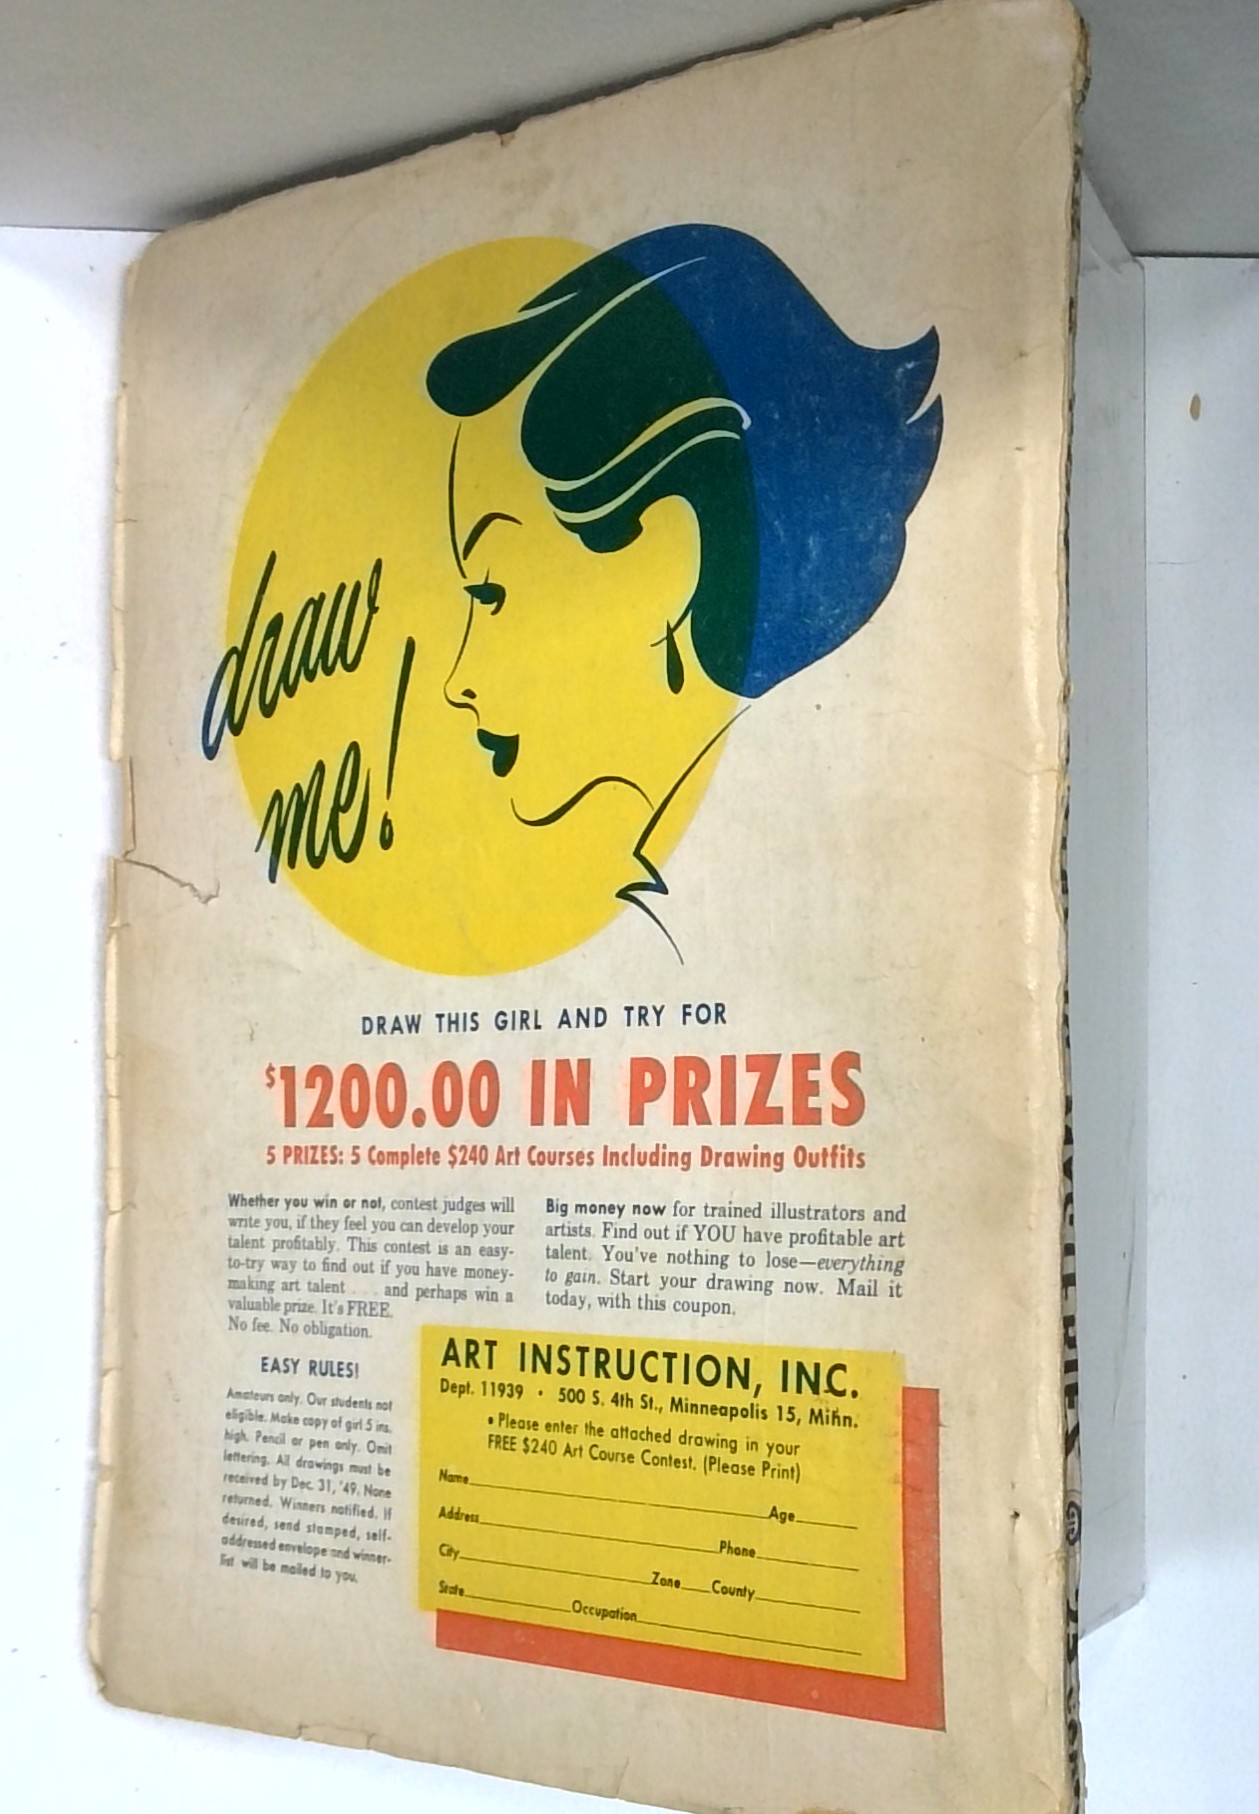 draw
me!
DRAW THIS GIRL AND TRY FOR
$1200.00 IN PRIZES
5 PRIZES: 5 Complete $240 Art Courses Including Drawing Outfits
Whether you win or not, contest judges will
write you, if they feel you can develop your
talent profitably. This contest is an easy-
to-try way to find out if you have money-
making art talent . . . and perhaps win a
valuable prize. It's FREE.
No fee. No obligation.
Big money now for trained illustrators and
artists. Find out if YOU have profitable art
talent. You've nothing to lose—everything
to gain. Start your drawing now. Mail it
today, with this coupon.
EASY RULES!
Amateurs only. Our students not
eligible. Make copy of girl 5 ins.
high. Pencil or pen only. Omit
lettering. All drawings must be
received by Dec. 31, '49. None
returned. Winners notified. If
desired, send stamped, self-
addressed envelope and winner-
list will be mailed to you.
ART INSTRUCTION, INC.
Dept. 11939 • 500 S. 4th St., Minneapolis 15, Minn.
• Please enter the attached drawing in your
FREE $240 Art Course Contest. (Please Print)
Name Age
Address Phone
City Zone County
State Occupation